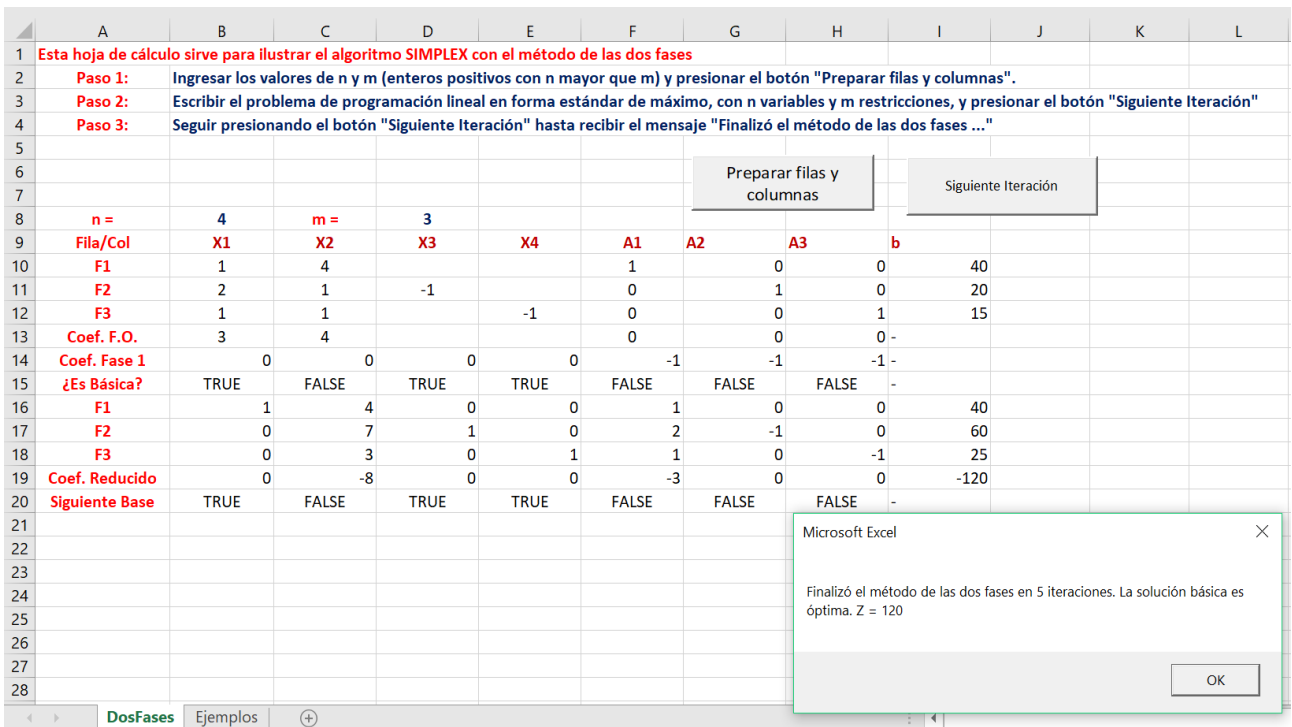 A B C D E F G H I J K L
1 Esta hoja de cálculo sirve para ilustrar el algoritmo SIMPLEX con el método de las dos fases
2 Paso 1: Ingresar los valores de n y m (enteros positivos con n mayor que m) y presionar el botón "Preparar filas y columnas".
3 Paso 2: Escribir el problema de programación lineal en forma estándar de máximo, con n variables y m restricciones, y presionar el botón "Siguiente Iteración"
4 Paso 3: Seguir presionando el botón "Siguiente Iteración" hasta recibir el mensaje "Finalizó el método de las dos fases ..."
5
6 Preparar filas y
7 columnas
Siguiente Iteración
8 n = 4 m = 3
9 Fila/Col X1 X2 X3 X4 A1 A2 A3 b
10 F1 1 4 1 0 0 40
11 F2 2 1 -1 0 1 0 20
12 F3 1 1 -1 0 0 1 15
13 Coef. F.O. 3 4 0 0 0 -
14 Coef. Fase 1 0 0 0 0 -1 -1 -1 -
15 ¿Es Básica? TRUE FALSE TRUE TRUE FALSE FALSE FALSE -
16 F1 1 4 0 0 1 0 0 40
17 F2 0 7 1 0 2 -1 0 60
18 F3 0 3 0 1 1 0 -1 25
19 Coef. Reducido 0 -8 0 0 -3 0 0 -120
20 Siguiente Base TRUE FALSE TRUE TRUE FALSE FALSE FALSE -
21
22
23
24
25
26
27
28
Microsoft Excel
Finalizó el método de las dos fases en 5 iteraciones. La solución básica es
óptima. Z = 120
OK
DosFases Ejemplos